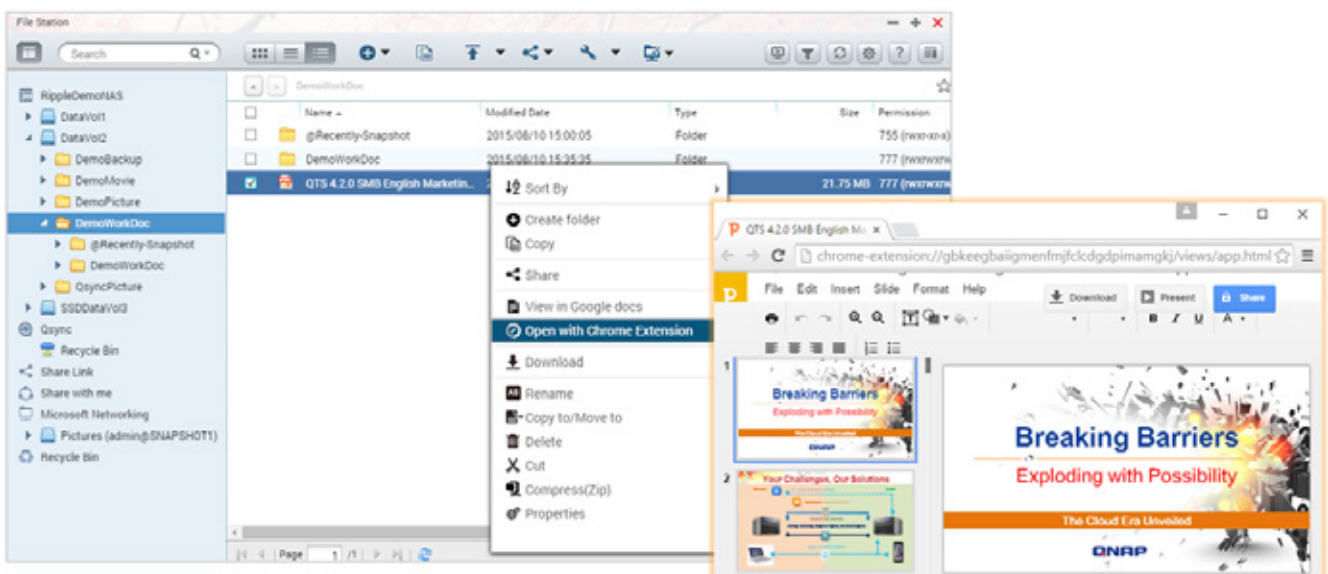 File Station
Search
RippleDemoNAS
DataVol1
DataVol2
DemoBackup
DemoMovie
DemoPicture
DemoWorkDoc
@Recently-Snapshot
DemoWorkDoc
QsyncPicture
SSDDataVol3
Qsync
Recycle Bin
Share Link
Share with me
Microsoft Networking
Pictures (admin@SNAPSHOT1)
Recycle Bin
DemoWorkDoc
Name Modified Date Type Size Permission
@Recently-Snapshot 2015/08/10 15:00:05 Folder 755 (rwxr-xr-x)
DemoWorkDoc 2015/08/10 15:35:35 Folder 777 (rwxrwxrw
QTS 4.2.0 SMB English Marketin... 21.75 MB 777 (rwxrwxrw
Sort By
Create folder
Copy
Share
View in Google docs
Open with Chrome Extension
Download
Rename
Copy to/Move to
Delete
Cut
Compress(Zip)
Properties
Page 1 /1
QTS 4.2.0 SMB English Ma
chrome-extension://gbkeegbaiigmenfmjfclcdgdpimamgkj/views/app.html
File Edit Insert Slide Format Help
Download Present Share
B I U A
1
Breaking Barriers
Exploding with Possibility
The Cloud Era Unveiled
QNAP
2
Your Challenges, Our Solutions
Breaking Barriers
Exploding with Possibility
The Cloud Era Unveiled
QNAP